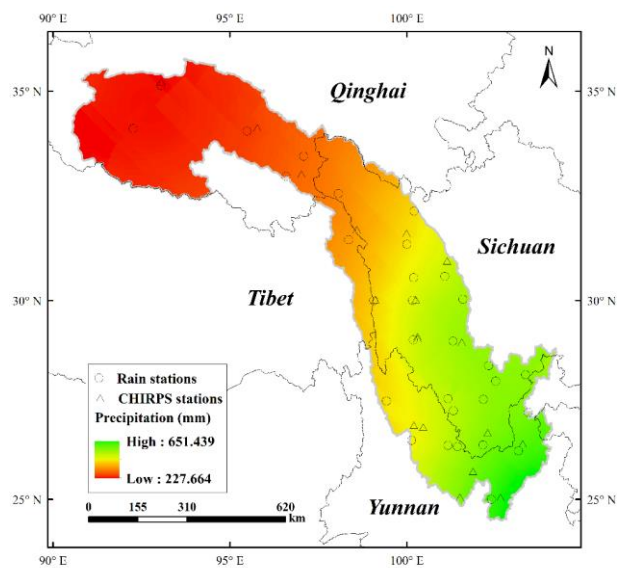 90° E 95° E 100° E
N
35° N 35° N
Qinghai
Sichuan
Tibet
30° N 30° N
Rain stations
CHIRPS stations
Precipitation (mm)
High : 651.439
Low : 227.664
0 155 310 620
km
25° N 25° N
Yunnan
90° E 95° E 100° E